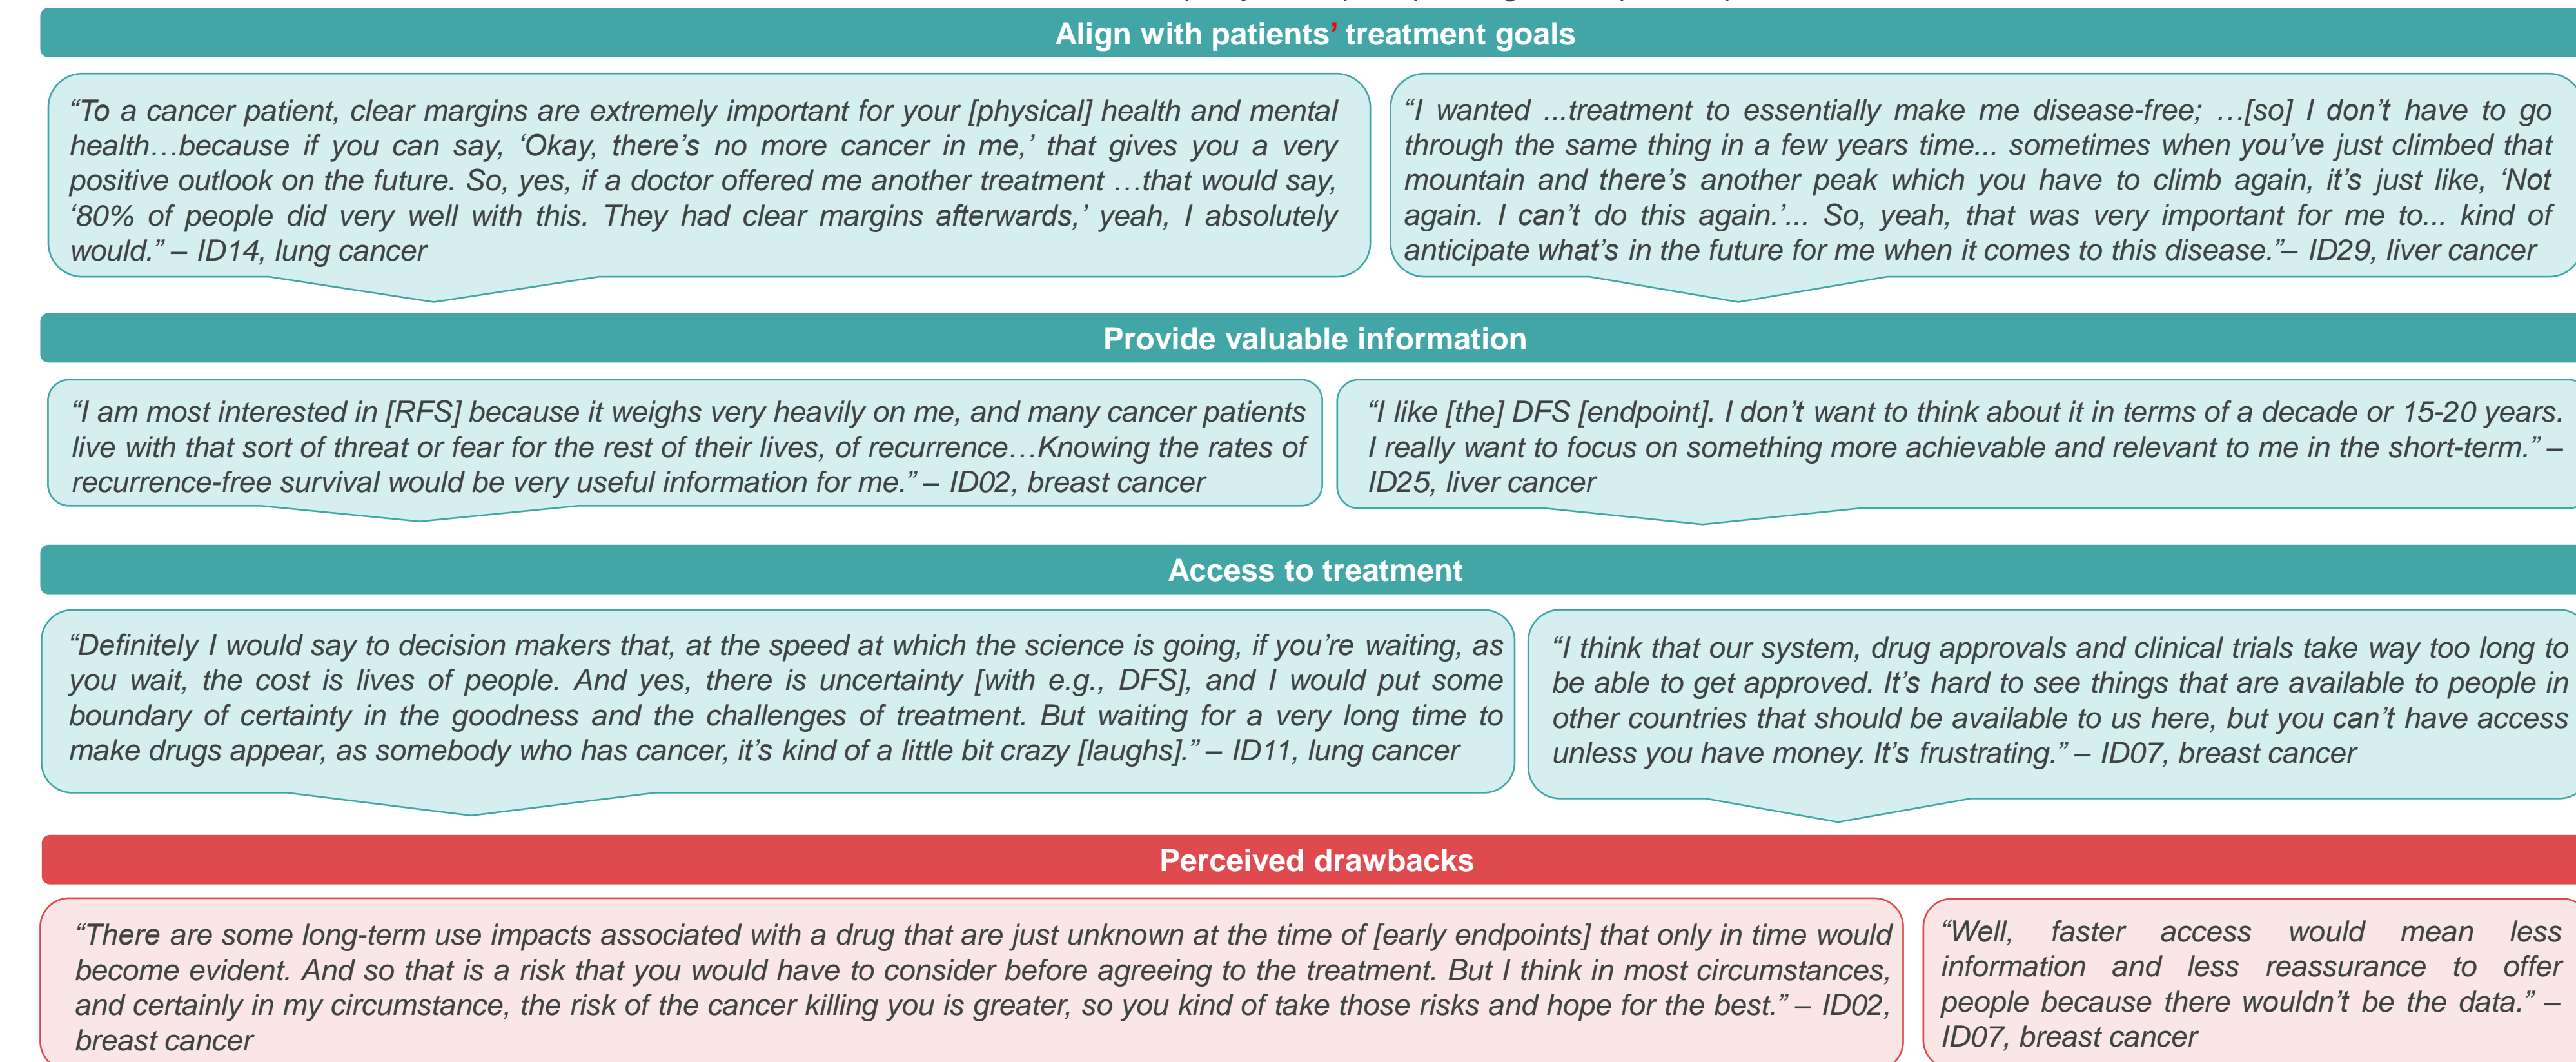 Align with patients’ treatment goals
“To a cancer patient, clear margins are extremely important for your [physical] health and mental
health…because if you can say, ‘Okay, there’s no more cancer in me,’ that gives you a very
positive outlook on the future. So, yes, if a doctor offered me another treatment …that would say,
‘80% of people did very well with this. They had clear margins afterwards,’ yeah, I absolutely
would.” – ID14, lung cancer
“I wanted ...treatment to essentially make me disease-free; …[so] I don’t have to go
through the same thing in a few years time... sometimes when you’ve just climbed that
mountain and there’s another peak which you have to climb again, it’s just like, ‘Not
again. I can’t do this again.’... So, yeah, that was very important for me to... kind of
anticipate what’s in the future for me when it comes to this disease.”– ID29, liver cancer
Provide valuable information
“I am most interested in [RFS] because it weighs very heavily on me, and many cancer patients
live with that sort of threat or fear for the rest of their lives, of recurrence…Knowing the rates of
recurrence-free survival would be very useful information for me.” – ID02, breast cancer
“I like [the] DFS [endpoint]. I don’t want to think about it in terms of a decade or 15-20 years.
I really want to focus on something more achievable and relevant to me in the short-term.” –
ID25, liver cancer
Access to treatment
“Definitely I would say to decision makers that, at the speed at which the science is going, if you’re waiting, as
you wait, the cost is lives of people. And yes, there is uncertainty [with e.g., DFS], and I would put some
boundary of certainty in the goodness and the challenges of treatment. But waiting for a very long time to
make drugs appear, as somebody who has cancer, it’s kind of a little bit crazy [laughs].” – ID11, lung cancer
“I think that our system, drug approvals and clinical trials take way too long to
be able to get approved. It’s hard to see things that are available to people in
other countries that should be available to us here, but you can’t have access
unless you have money. It’s frustrating.” – ID07, breast cancer
Perceived drawbacks
“There are some long-term use impacts associated with a drug that are just unknown at the time of [early endpoints] that only in time would
become evident. And so that is a risk that you would have to consider before agreeing to the treatment. But I think in most circumstances,
and certainly in my circumstance, the risk of the cancer killing you is greater, so you kind of take those risks and hope for the best.” – ID02,
breast cancer
“Well, faster access would mean less
information and less reassurance to offer
people because there wouldn’t be the data.” –
ID07, breast cancer